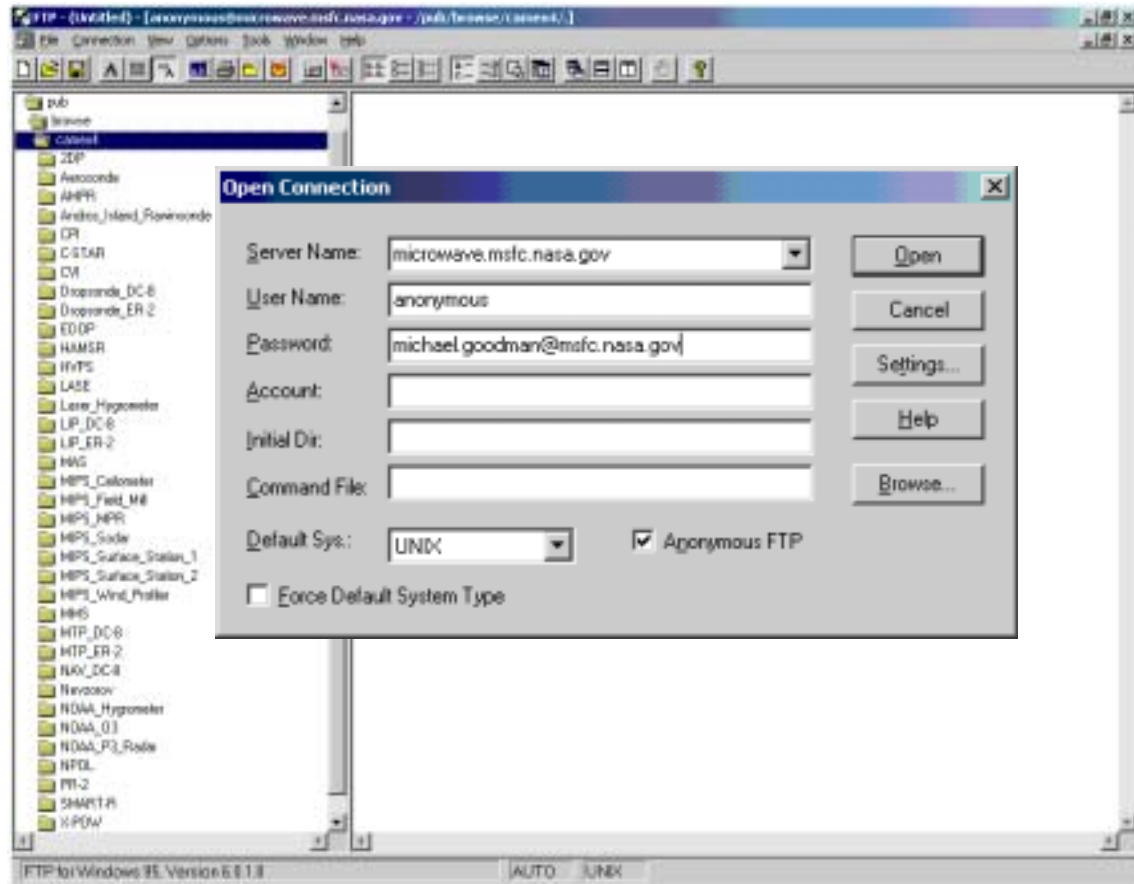 FTP - (Untitled) - [anonymous@microwave.msfc.nasa.gov - /pub/browse/camex4/.]
File Connection View Options Tools Window Help
pub
browse
camex4
2DP
Aerosonde
AMPR
Andros_Island_Rawinsonde
CPI
C-STAR
CVI
Dropsonde_DC-8
Dropsonde_ER-2
EDOP
HAMSR
HVPS
LASE
Laser_Hygrometer
LIP_DC-8
LIP_ER-2
MAS
MIPS_Ceilometer
MIPS_Field_Mill
MIPS_MPR
MIPS_Sodar
MIPS_Surface_Station_1
MIPS_Surface_Station_2
MIPS_Wind_Profiler
MMS
MTP_DC-8
MTP_ER-2
NAV_DC-8
Nevzorov
NOAA_Hygrometer
NOAA_O3
NOAA_P3_Radar
NPOL
PR-2
SMART-R
X-POW
Open Connection
Server Name: microwave.msfc.nasa.gov Open
User Name: anonymous Cancel
Password: michael.goodman@msfc.nasa.gov Settings...
Account:
Initial Dir: Help
Command File: Browse...
Default Sys.: UNIX Anonymous FTP
Force Default System Type
FTP for Windows 95, Version 6.0.1.0 AUTO UNIX